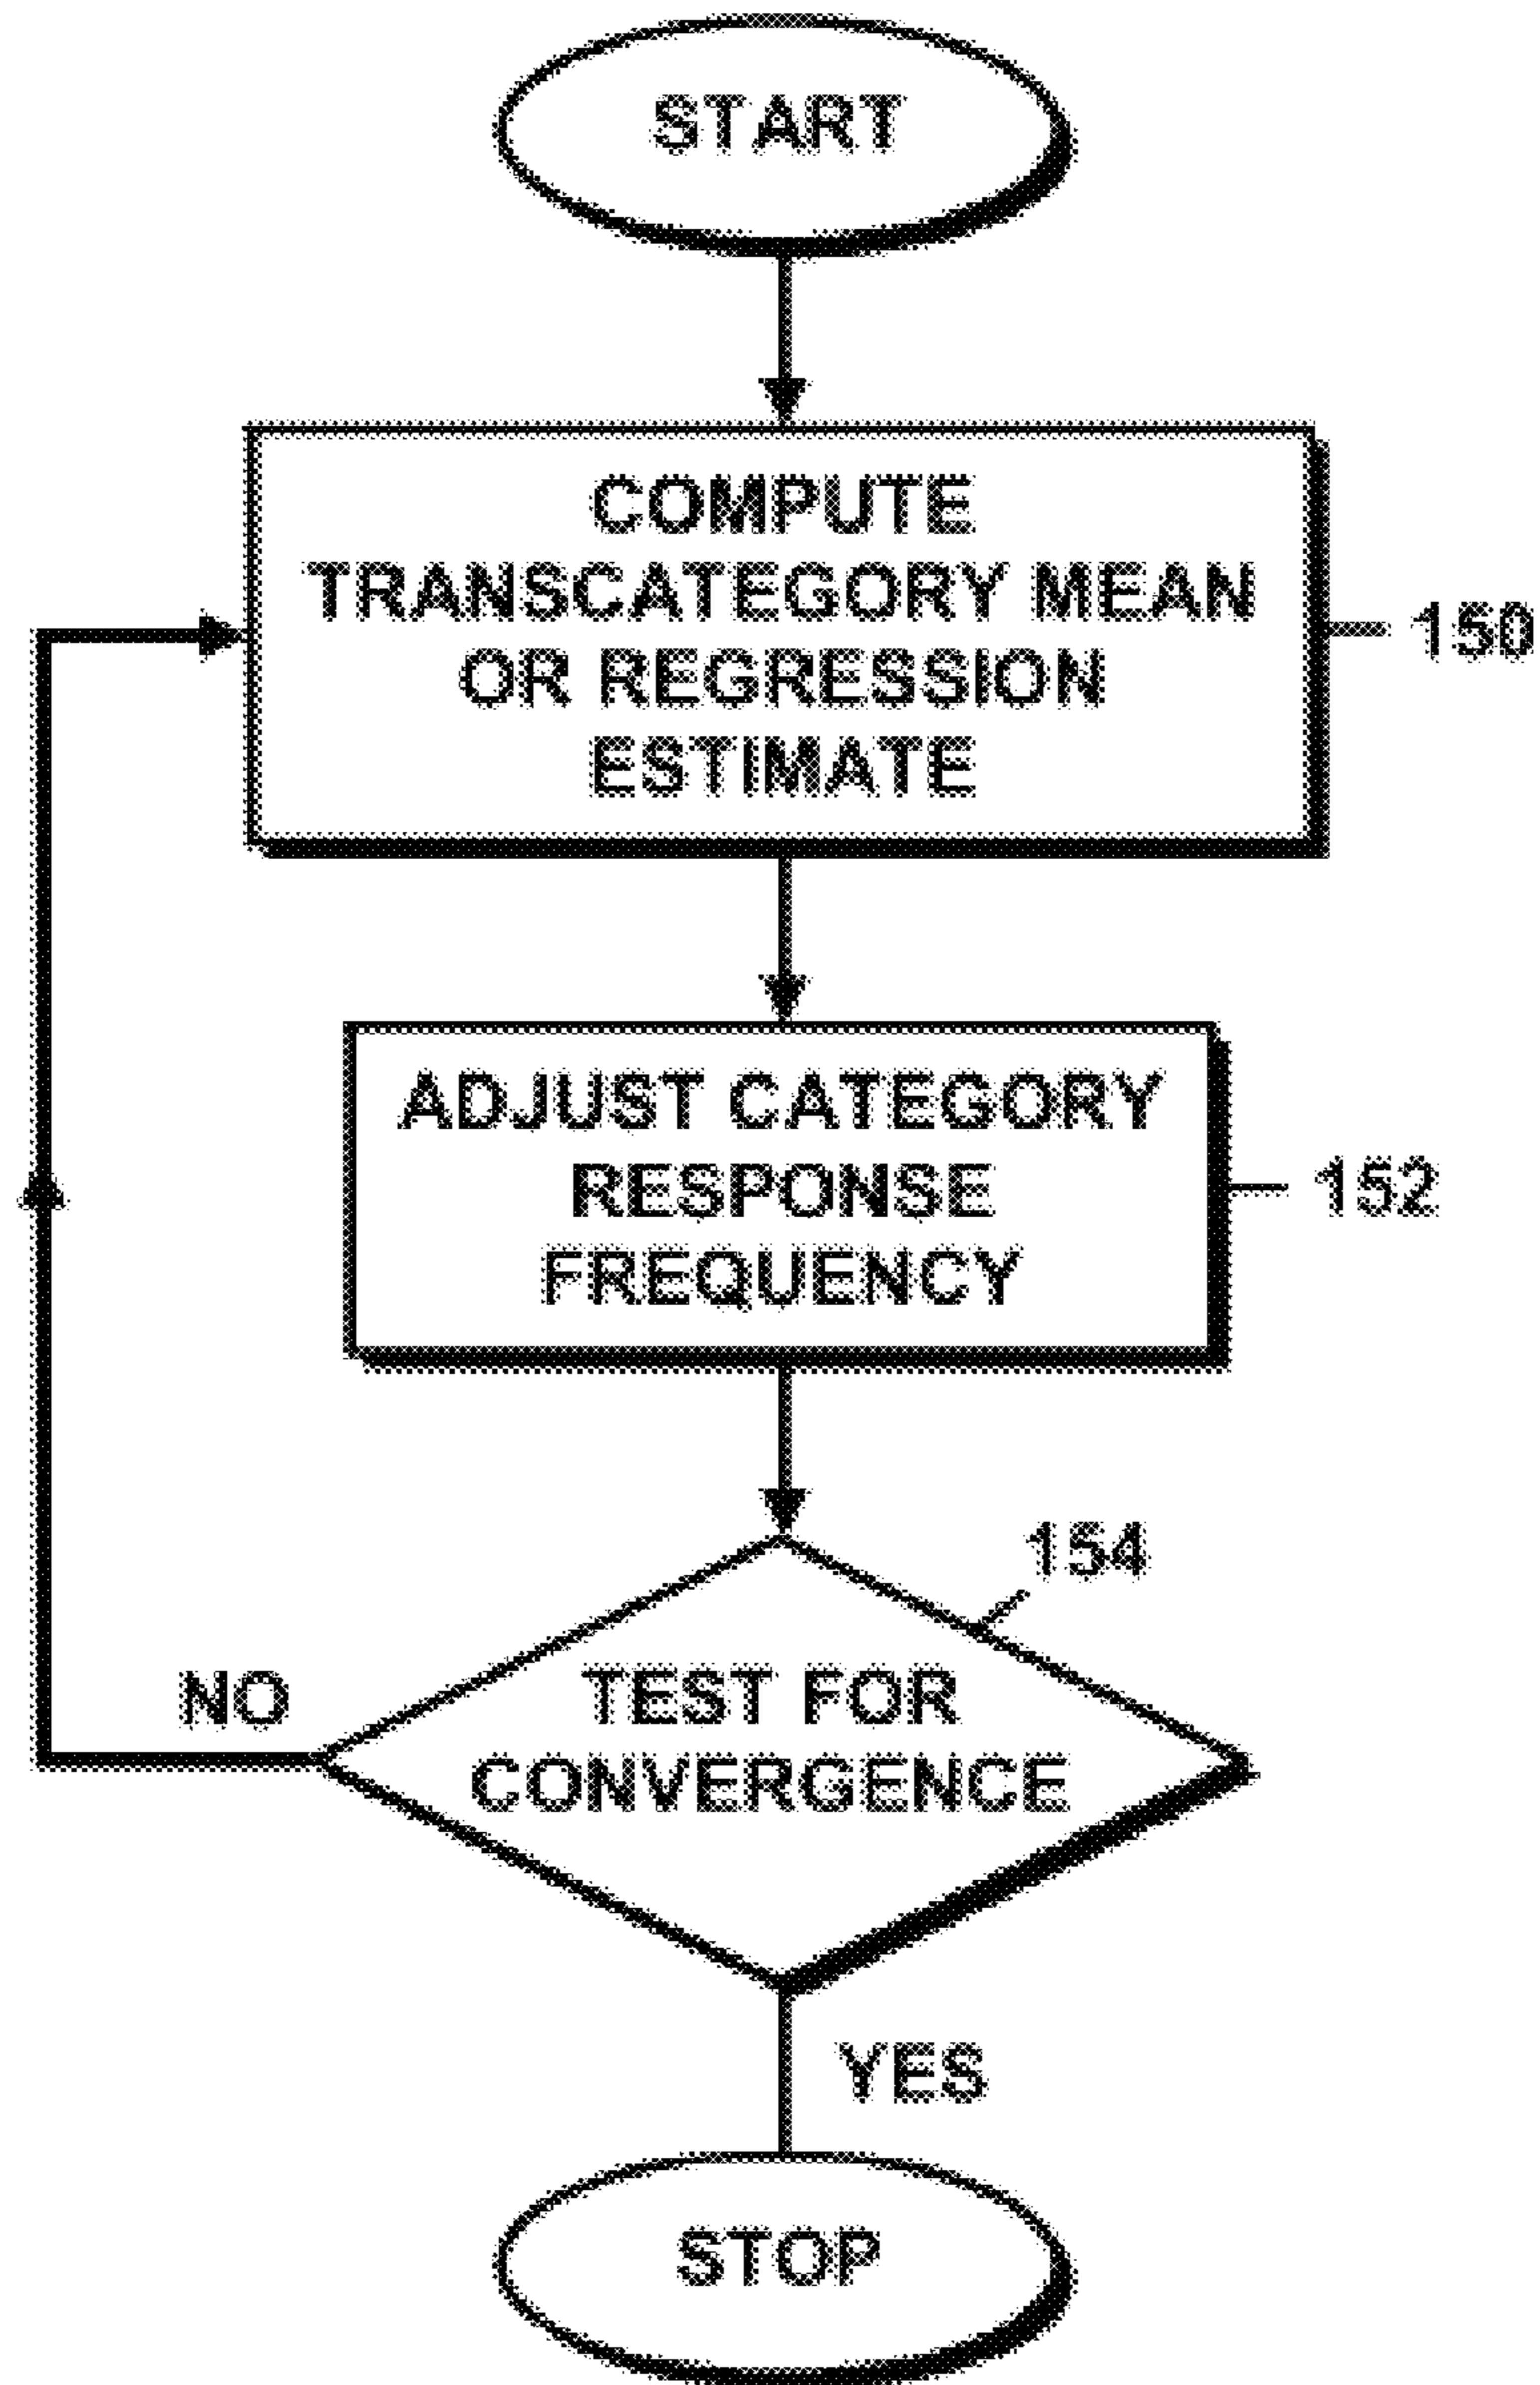 START
COMPUTE
TRANSCATEGORY MEAN
OR REGRESSION
ESTIMATE
150
ADJUST CATEGORY
RESPONSE
FREQUENCY
152
154
TEST FOR
CONVERGENCE
NO
YES
STOP